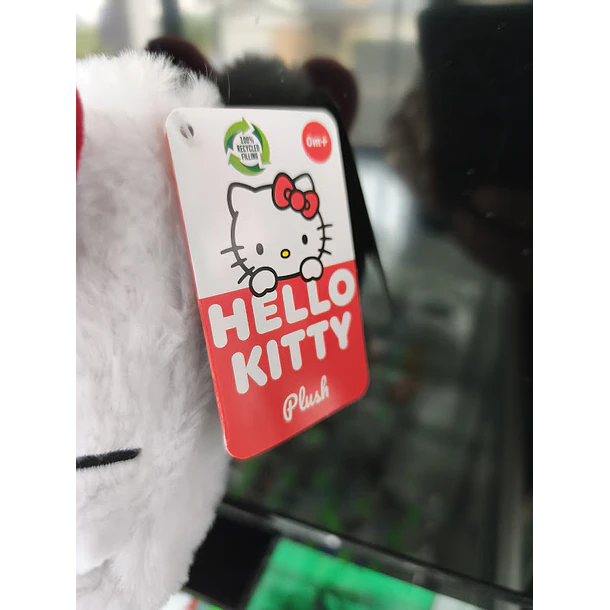 100%
RECYCLED
FILLING
0m+
HELLO
KITTY
Plush